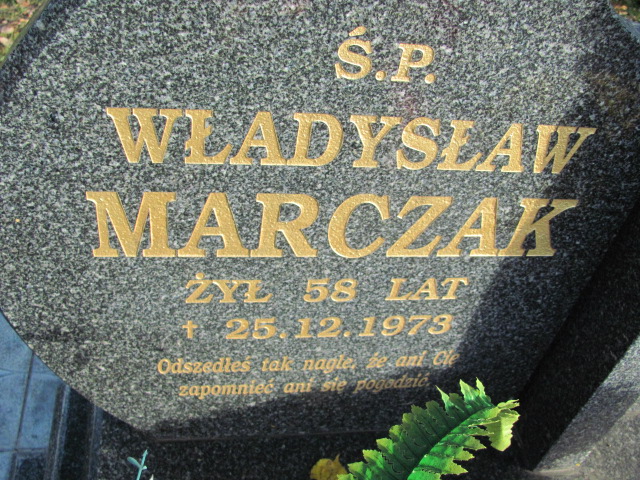 Ś.P.
WŁADYSŁAW
MARCZAK
ŻYŁ 58 LAT
† 25.12.1973
Odszedłeś tak nagle, że ani Cię
zapomnieć ani się pogodzić.